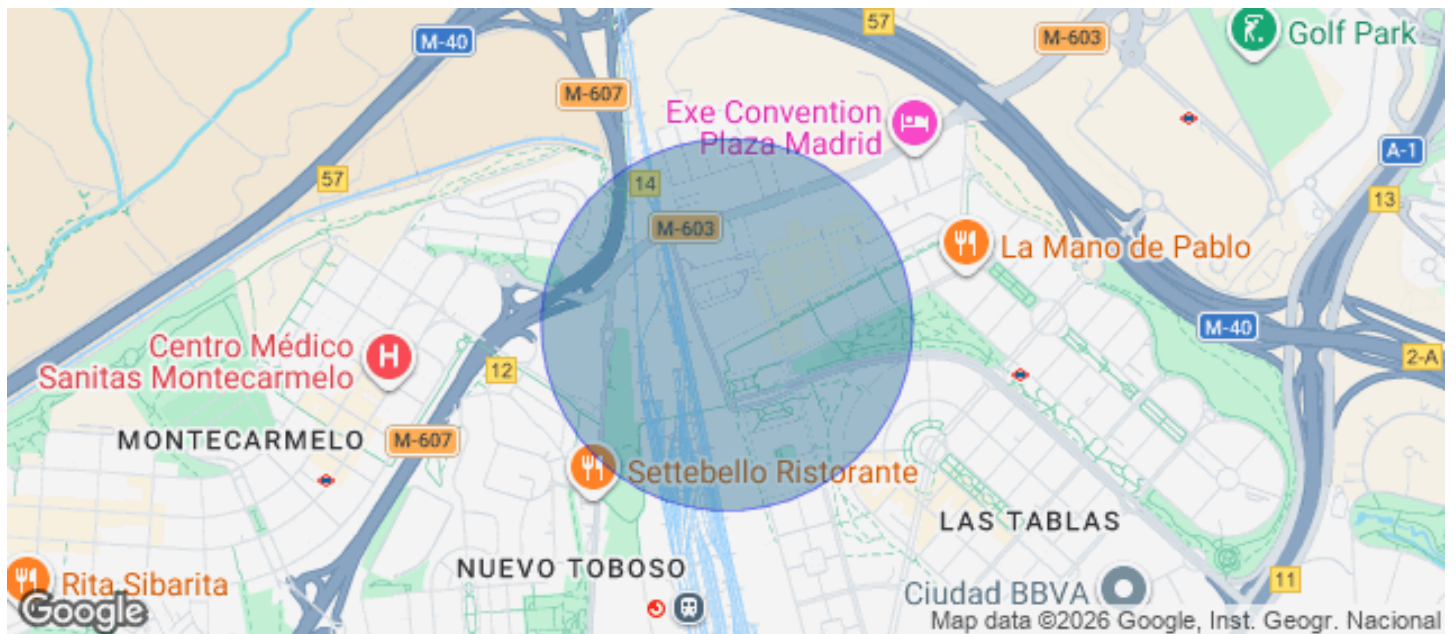 57
M-603
Golf Park
M-40
M-607
Exe Convention
Plaza Madrid
A-1
57
14
13
M-603
La Mano de Pablo
M-40
Centro Médico
Sanitas Montecarmelo
12
2-A
MONTECARMELO
M-607
Settebello Ristorante
LAS TABLAS
NUEVO TOBOSO
Rita Sibarita
11
Ciudad BBVA
Google
Map data ©2026 Google, Inst. Geogr. Nacional